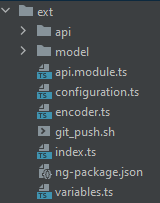 ext
api
model
api.module.ts
configuration.ts
encoder.ts
git_push.sh
index.ts
ng-package.json
variables.ts